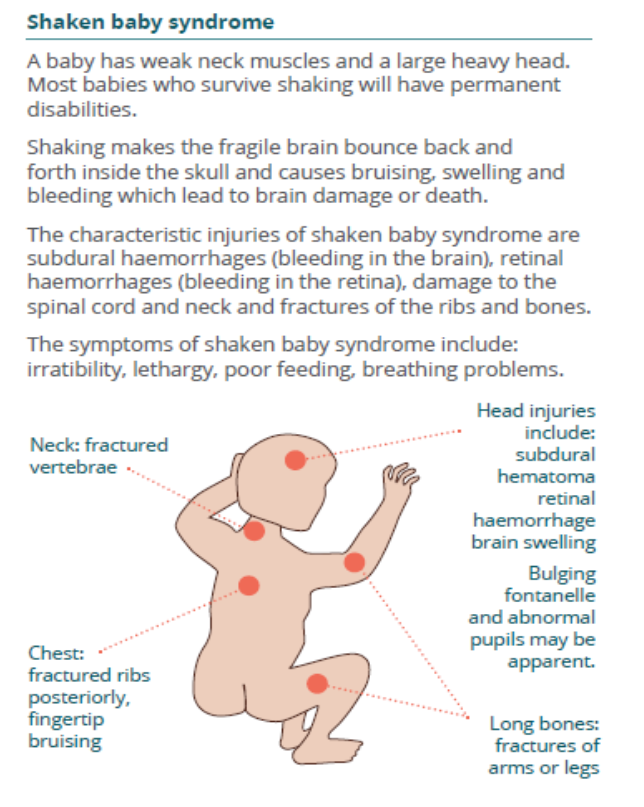 Shaken baby syndrome
A baby has weak neck muscles and a large heavy head.
Most babies who survive shaking will have permanent
disabilities.
Shaking makes the fragile brain bounce back and
forth inside the skull and causes bruising, swelling and
bleeding which lead to brain damage or death.
The characteristic injuries of shaken baby syndrome are
subdural haemorrhages (bleeding in the brain), retinal
haemorrhages (bleeding in the retina), damage to the
spinal cord and neck and fractures of the ribs and bones.
The symptoms of shaken baby syndrome include:
irratibility, lethargy, poor feeding, breathing problems.
Neck: fractured
vertebrae
Head injuries
include:
subdural
hematoma
retinal
haemorrhage
brain swelling
Bulging
fontanelle
and abnormal
pupils may be
apparent.
Chest:
fractured ribs
posteriorly,
fingertip
bruising
Long bones:
fractures of
arms or legs